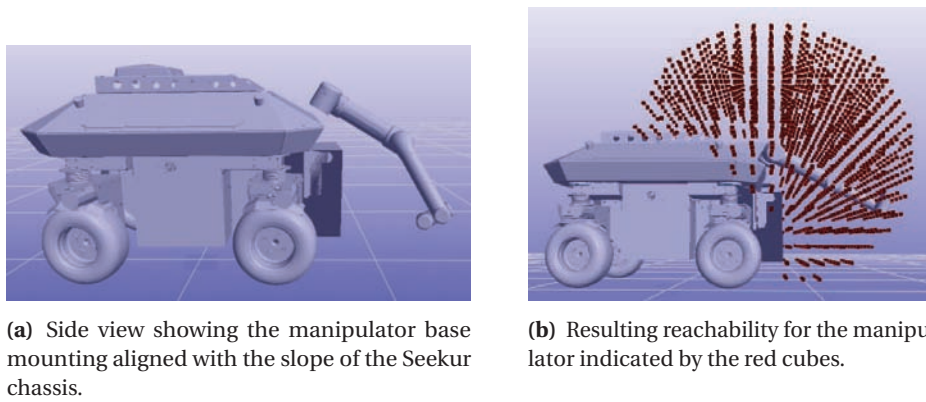 (a) Side view showing the manipulator base
mounting aligned with the slope of the Seekur
chassis.
(b) Resulting reachability for the manipu-
lator indicated by the red cubes.